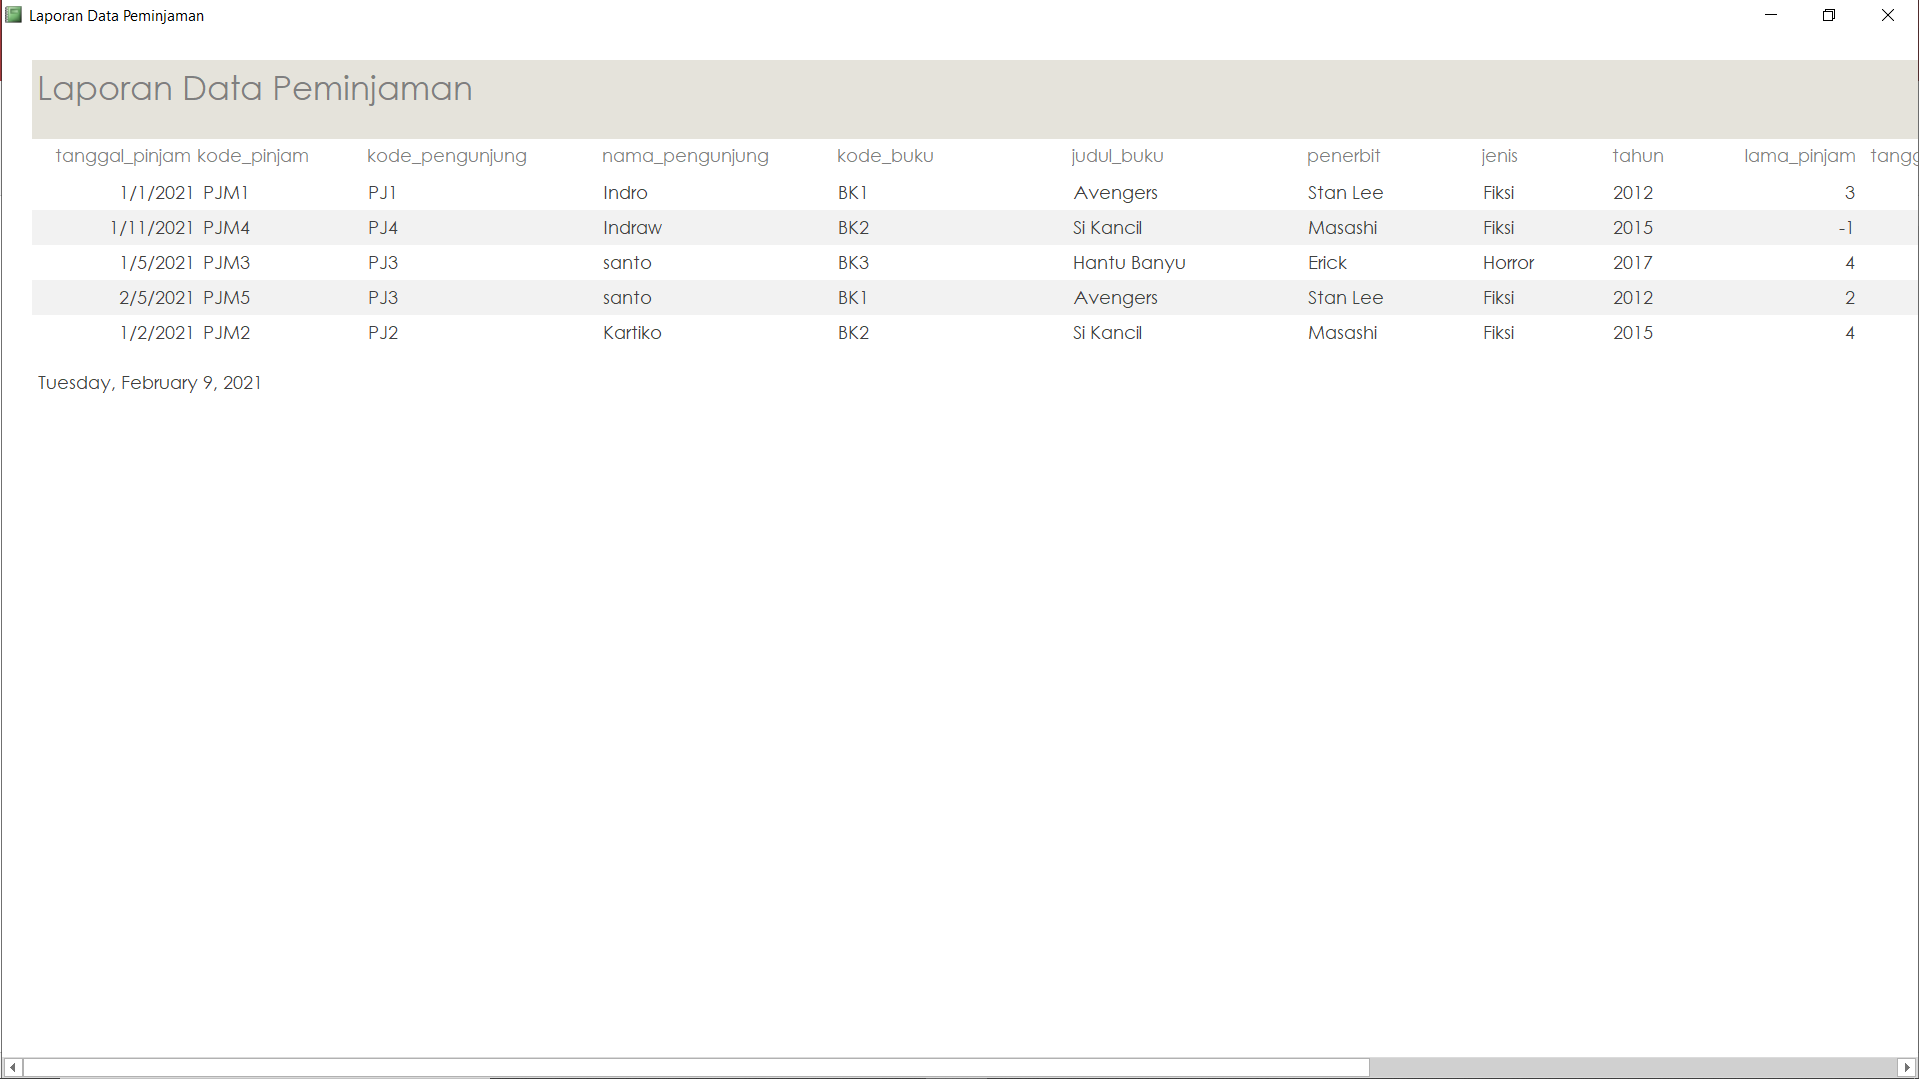 Laporan Data Peminjaman
Laporan Data Peminjaman
tanggal_pinjam kode_pinjam kode_pengunjung nama_pengunjung kode_buku judul_buku penerbit jenis tahun lama_pinjam tangg
1/1/2021 PJM1 PJ1 Indro BK1 Avengers Stan Lee Fiksi 2012 3
1/11/2021 PJM4 PJ4 Indraw BK2 Si Kancil Masashi Fiksi 2015 -1
1/5/2021 PJM3 PJ3 santo BK3 Hantu Banyu Erick Horror 2017 4
2/5/2021 PJM5 PJ3 santo BK1 Avengers Stan Lee Fiksi 2012 2
1/2/2021 PJM2 PJ2 Kartiko BK2 Si Kancil Masashi Fiksi 2015 4
Tuesday, February 9, 2021